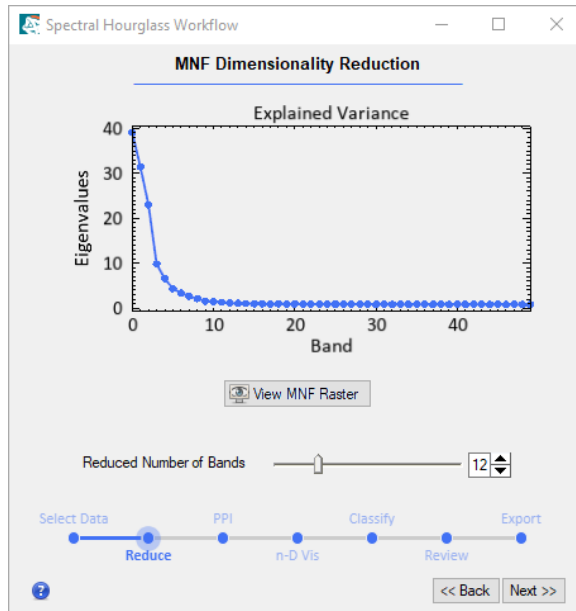 Spectral Hourglass Workflow
MNF Dimensionality Reduction
Explained Variance
40
30
20
10
0
Eigenvalues
0 10 20 30 40
Band
View MNF Raster
Reduced Number of Bands 12
Select Data PPI Classify Export
Reduce n-D Vis Review
? << Back Next >>